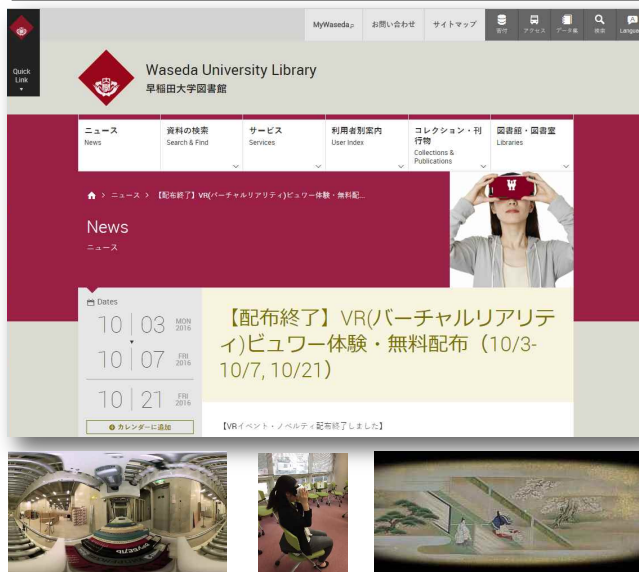 MyWaseda お問い合わせ サイトマップ 寄付 アクセス データ集 検索 Language
Quick
Link
Waseda University Library
早稲田大学図書館
ニュース
News
資料の検索
Search & Find
サービス
Services
利用者別案内
User Index
コレクション・刊
行物
Collections &
Publications
図書館・図書室
Libraries
ニュース > 【配布終了】VR(バーチャルリアリティ)ビュワー体験・無料配...
W
News
ニュース
Dates
10 03 MON 2016
10 07 FRI 2016
10 21 FRI 2016
カレンダーに追加
【配布終了】VR(バーチャルリアリテ
ィ)ビュワー体験・無料配布（10/3-
10/7, 10/21）
【VRイベント・ノベルティ配布終了しました】